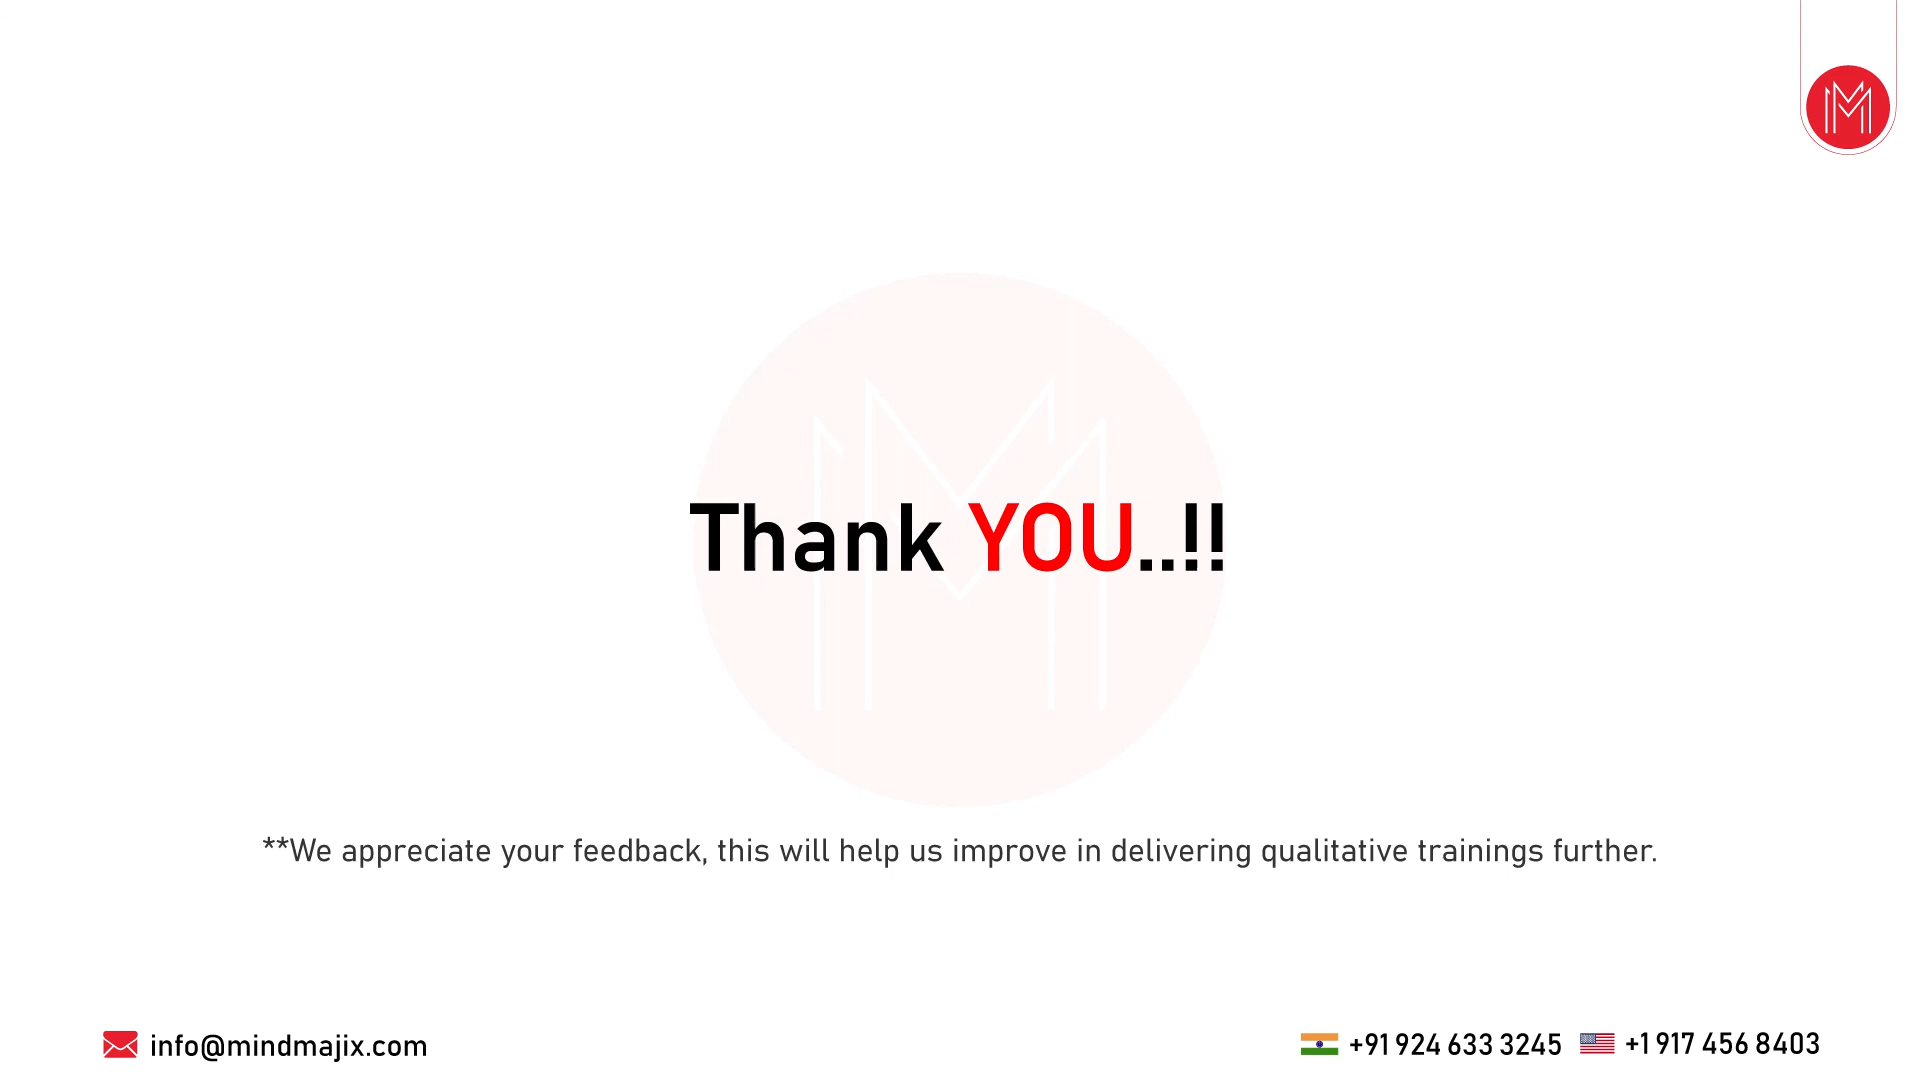 Thank YOU..!!
**We appreciate your feedback, this will help us improve in delivering qualitative trainings further.
info@mindmajix.com
+91 924 633 3245
+1 917 456 8403